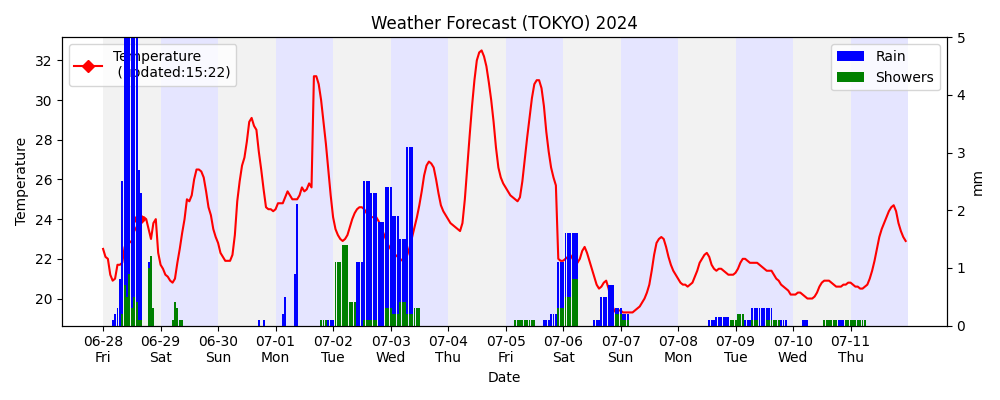 Weather Forecast (TOKYO) 2024
Temperature
(updated:15:22)
Rain
Showers
Temperature
32
30
28
26
24
22
20
5
4
3
2
1
0
mm
06-28 06-29 06-30 07-01 07-02 07-03 07-04 07-05 07-06 07-07 07-08 07-09 07-10 07-11
Fri Sat Sun Mon Tue Wed Thu Fri Sat Sun Mon Tue Wed Thu
Date